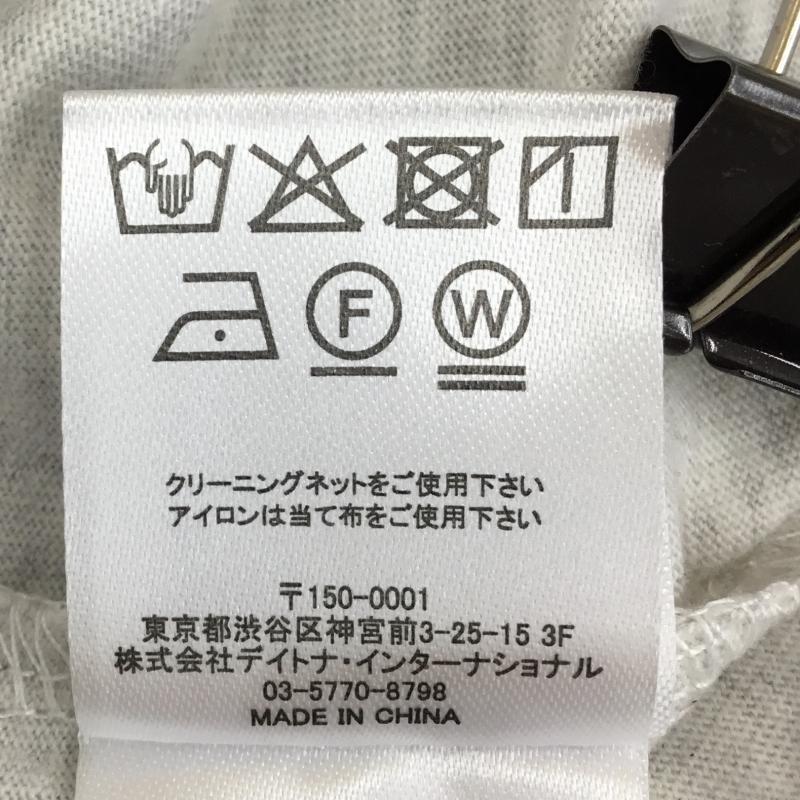 F W
クリーニングネットをご使用下さい
アイロンは当て布をご使用下さい
〒150-0001
東京都渋谷区神宮前3-25-15 3F
株式会社デイトナ・インターナショナル
03-5770-8798
MADE IN CHINA